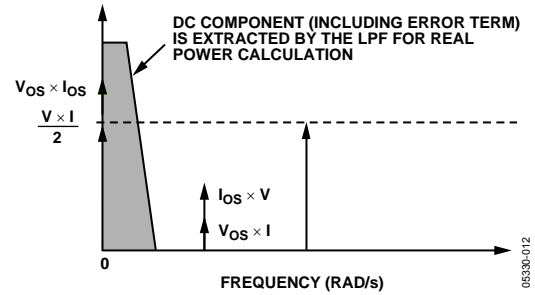 DC COMPONENT (INCLUDING ERROR TERM)
IS EXTRACTED BY THE LPF FOR REAL
POWER CALCULATION
VOS × IOS
V × I
2
IOS × V
VOS × I
0
FREQUENCY (RAD/s)
05330-012